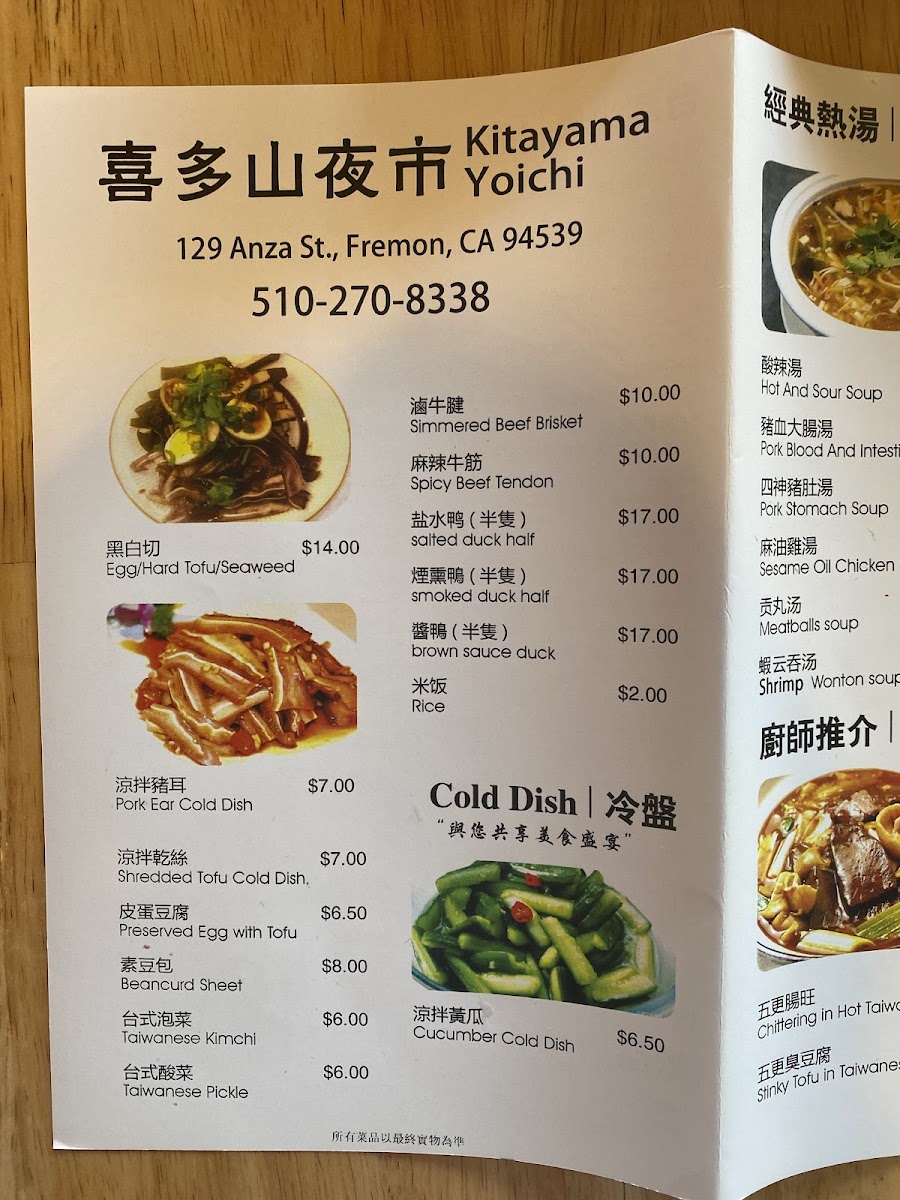 喜多山夜市 Kitayama Yoichi
129 Anza St., Fremon, CA 94539
510-270-8338
黑白切 $14.00
Egg/Hard Tofu/Seaweed
涼拌豬耳 $7.00
Pork Ear Cold Dish
涼拌乾絲 $7.00
Shredded Tofu Cold Dish.
皮蛋豆腐 $6.50
Preserved Egg with Tofu
素豆包 $8.00
Beancurd Sheet
台式泡菜 $6.00
Taiwanese Kimchi
台式酸菜 $6.00
Taiwanese Pickle
滷牛腱 $10.00
Simmered Beef Brisket
麻辣牛筋 $10.00
Spicy Beef Tendon
盐水鸭 ( 半隻 ) $17.00
salted duck half
煙熏鴨 ( 半隻 ) $17.00
smoked duck half
醬鴨 ( 半隻 ) $17.00
brown sauce duck
米饭 $2.00
Rice
Cold Dish | 冷盤
“與您共享美食盛宴”
涼拌黃瓜
Cucumber Cold Dish $6.50
所有菜品以最終實物為準
經典熱湯 |
酸辣湯
Hot And Sour Soup
豬血大腸湯
Pork Blood And Intesti
四神豬肚湯
Pork Stomach Soup
麻油雞湯
Sesame Oil Chicken
贡丸汤
Meatballs soup
蝦云吞汤
Shrimp Wonton soup
廚師推介 |
五更腸旺
Chittering in Hot Taiwa
五更臭豆腐
Stinky Tofu in Taiwanes